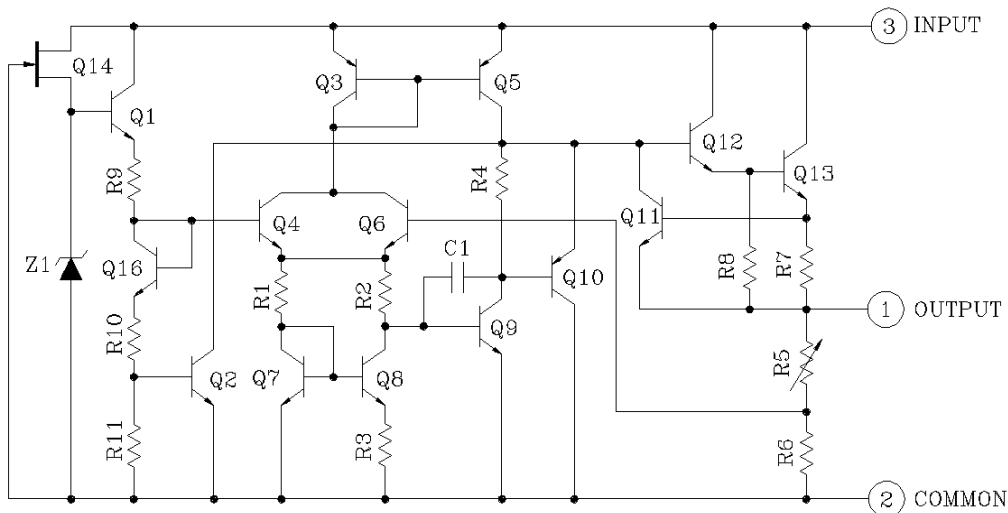 3 INPUT
Q14
Q1
Q3
Q5
Q12
Q13
R9
R4
Q4
Q6
Q11
Z1
Q16
C1
Q10
R8
R7
R1
R2
1 OUTPUT
R10
Q9
R5
Q2
Q7
Q8
R11
R3
R6
2 COMMON